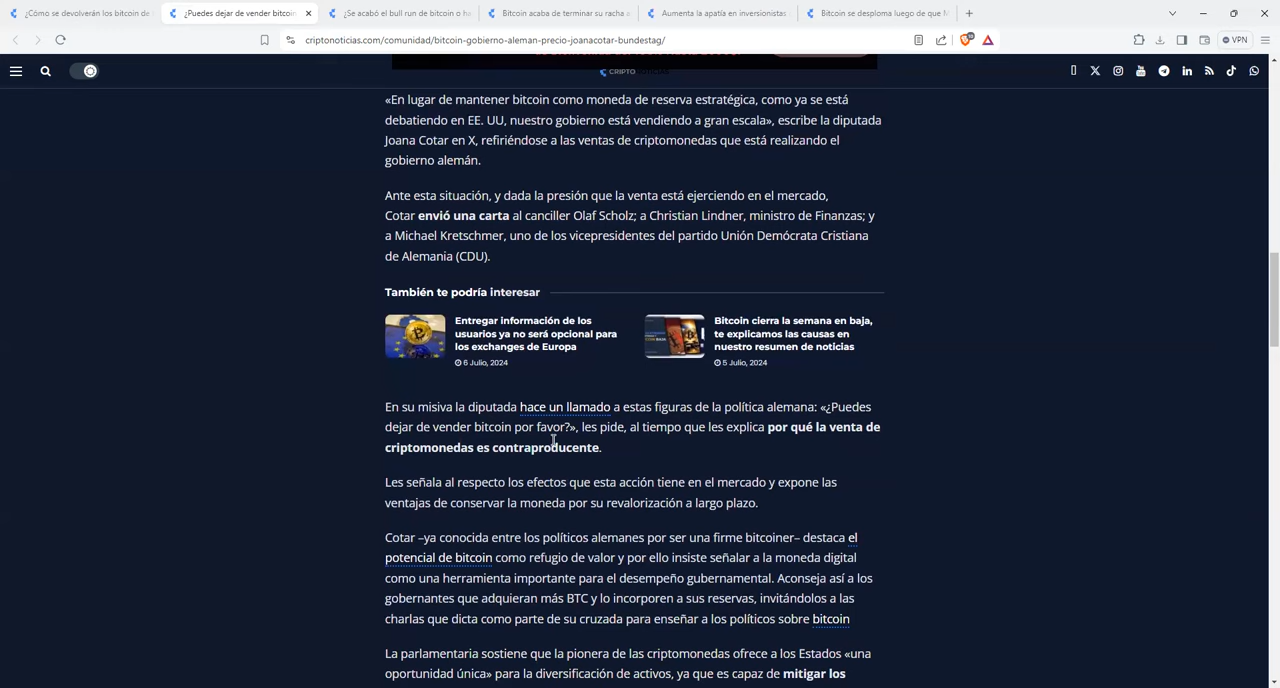 ¿Cómo se devolverán los bitcoin de
¿Puedes dejar de vender bitcoin
¿Se acabó el bull run de bitcoin o ha
Bitcoin acaba de terminar su racha a
Aumenta la apatía en inversionistas
Bitcoin se desploma luego de que M
criptonoticias.com/comunidad/bitcoin-gobierno-aleman-precio-joanacotar-bundestag/
VPN
CRIPTO
«En lugar de mantener bitcoin como moneda de reserva estratégica, como ya se está
debatiendo en EE. UU, nuestro gobierno está vendiendo a gran escala», escribe la diputada
Joana Cotar en X, refiriéndose a las ventas de criptomonedas que está realizando el
gobierno alemán.
Ante esta situación, y dada la presión que la venta está ejerciendo en el mercado,
Cotar envió una carta al canciller Olaf Scholz; a Christian Lindner, ministro de Finanzas; y
a Michael Kretschmer, uno de los vicepresidentes del partido Unión Demócrata Cristiana
de Alemania (CDU).
También te podría interesar
Entregar información de los
usuarios ya no será opcional para
los exchanges de Europa
6 Julio, 2024
Bitcoin cierra la semana en baja,
te explicamos las causas en
nuestro resumen de noticias
5 Julio, 2024
En su misiva la diputada hace un llamado a estas figuras de la política alemana: «¿Puedes
dejar de vender bitcoin por favor?», les pide, al tiempo que les explica por qué la venta de
criptomonedas es contraproducente.
Les señala al respecto los efectos que esta acción tiene en el mercado y expone las
ventajas de conservar la moneda por su revalorización a largo plazo.
Cotar –ya conocida entre los políticos alemanes por ser una firme bitcoiner– destaca el
potencial de bitcoin como refugio de valor y por ello insiste señalar a la moneda digital
como una herramienta importante para el desempeño gubernamental. Aconseja así a los
gobernantes que adquieran más BTC y lo incorporen a sus reservas, invitándolos a las
charlas que dicta como parte de su cruzada para enseñar a los políticos sobre bitcoin
La parlamentaria sostiene que la pionera de las criptomonedas ofrece a los Estados «una
oportunidad única» para la diversificación de activos, ya que es capaz de mitigar los